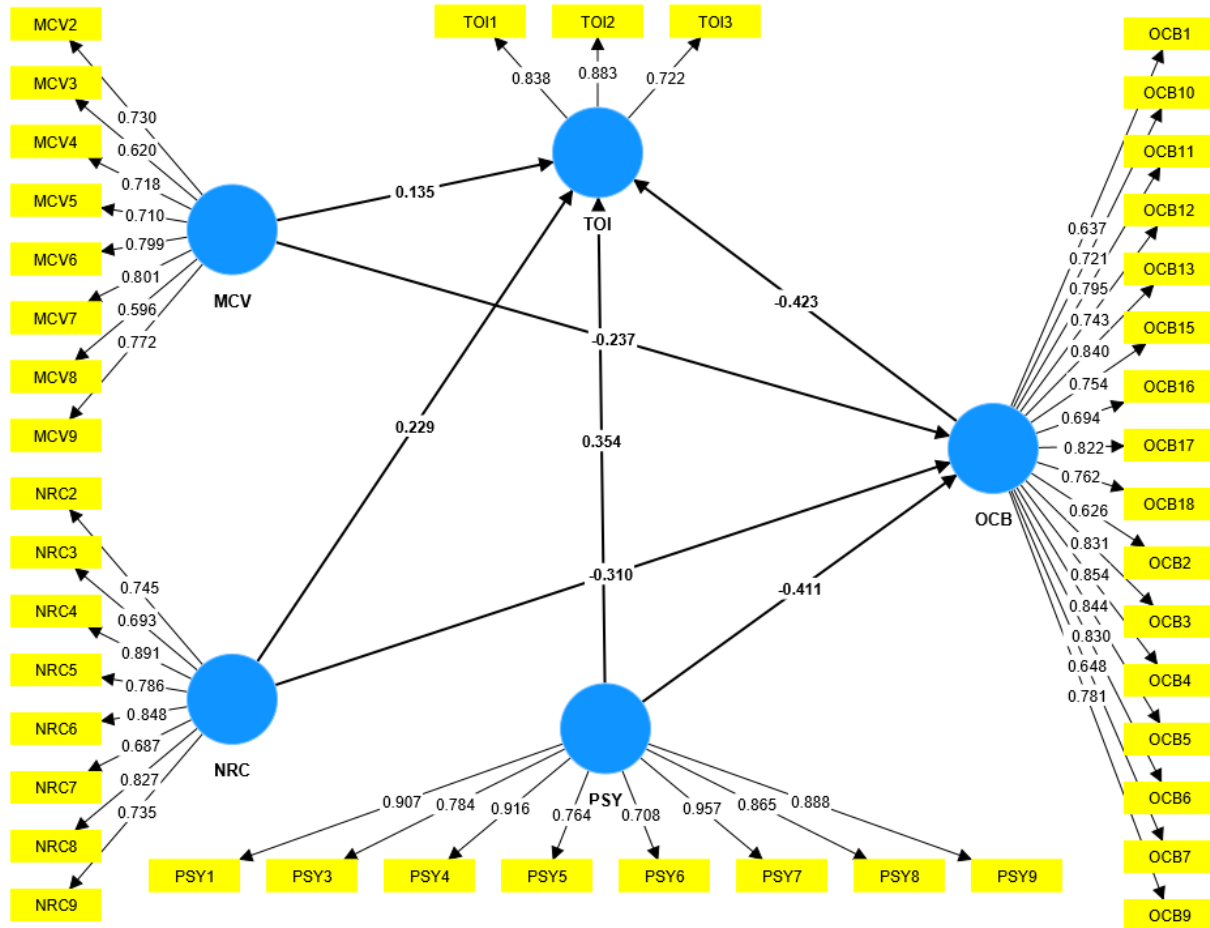 MCV2
MCV3
MCV4
MCV5
MCV6
MCV7
MCV8
MCV9
0.730
0.620
0.718
0.710
0.799
0.801
0.596
0.772
MCV
TOI1
TOI2
TOI3
0.838
0.883
0.722
TOI
0.135
-0.237
-0.423
0.229
0.354
-0.310
-0.411
NRC2
NRC3
NRC4
NRC5
NRC6
NRC7
NRC8
NRC9
0.745
0.693
0.891
0.786
0.848
0.687
0.827
0.735
NRC
PSY
0.907
0.784
0.916
0.764
0.708
0.957
0.865
0.888
PSY1
PSY3
PSY4
PSY5
PSY6
PSY7
PSY8
PSY9
OCB
0.637
0.721
0.795
0.743
0.840
0.754
0.694
0.822
0.762
0.626
0.831
0.854
0.844
0.830
0.648
0.781
OCB1
OCB10
OCB11
OCB12
OCB13
OCB15
OCB16
OCB17
OCB18
OCB2
OCB3
OCB4
OCB5
OCB6
OCB7
OCB9